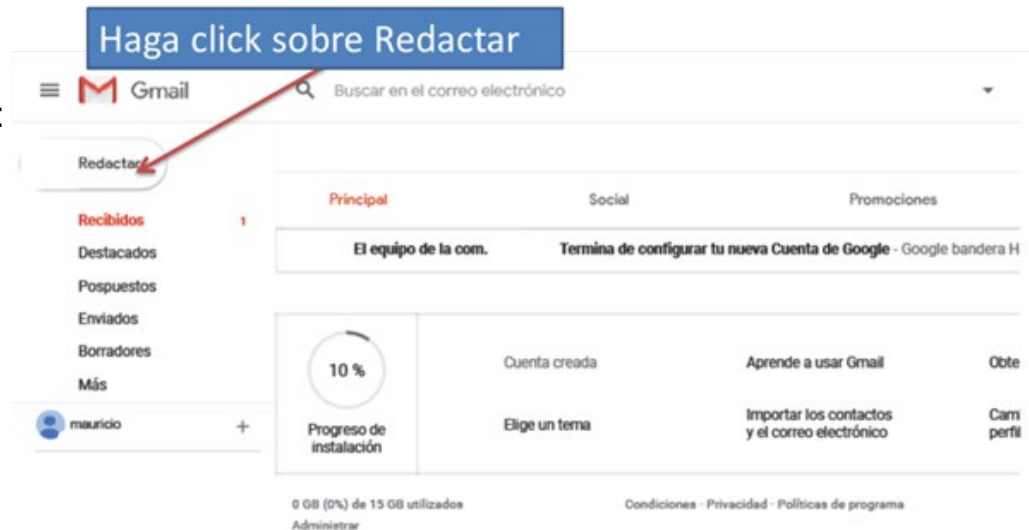 Haga click sobre Redactar
Gmail
Buscar en el correo electrónico
Redactar
Principal
Social
Promociones
Recibidos 1
El equipo de la com. Termina de configurar tu nueva Cuenta de Google - Google bandera H
Destacados
Pospuestos
Enviados
Borradores
Más
mauricio +
10 %
Progreso de
instalación
Cuenta creada
Aprende a usar Gmail
Obte
Elige un tema
Importar los contactos
y el correo electrónico
Cam
perfil
0 GB (0%) de 15 GB utilizados
Administrar
Condiciones · Privacidad · Políticas de programa